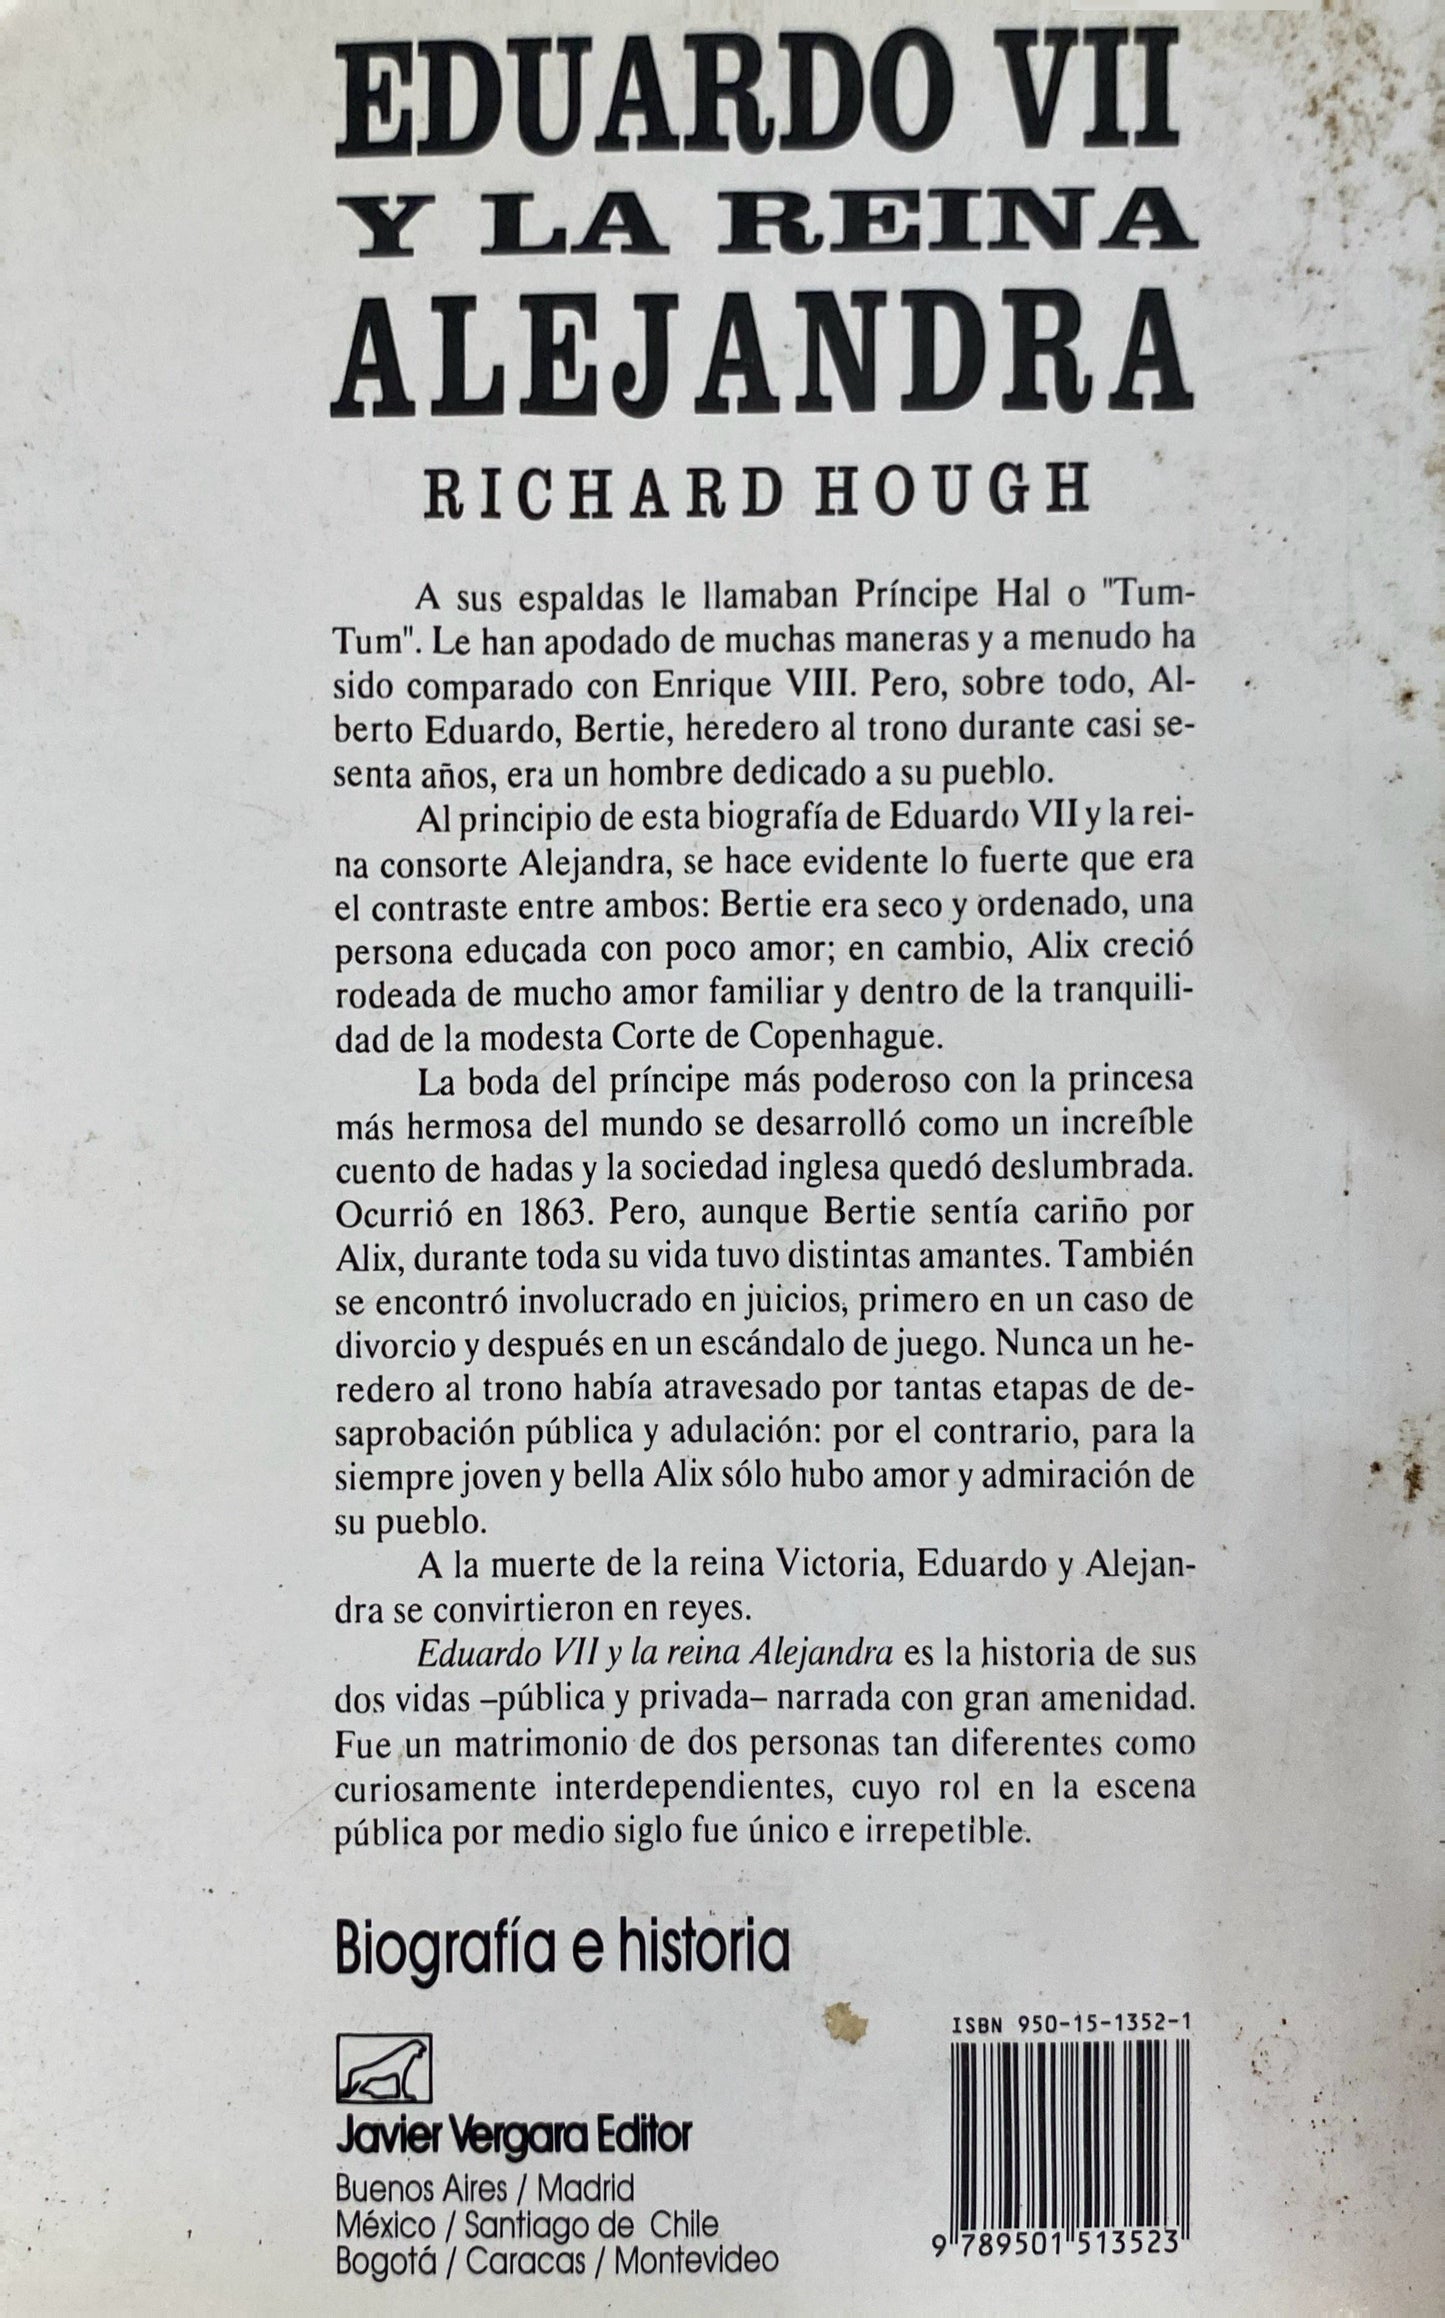 EDUARDO VII
Y LA REINA
ALEJANDRA
RICHARD HOUGH
A sus espaldas le llamaban Príncipe Hal o "Tum-
Tum". Le han apodado de muchas maneras y a menudo ha
sido comparado con Enrique VIII. Pero, sobre todo, Al-
berto Eduardo, Bertie, heredero al trono durante casi se-
senta años, era un hombre dedicado a su pueblo.
Al principio de esta biografía de Eduardo VII y la rei-
na consorte Alejandra, se hace evidente lo fuerte que era
el contraste entre ambos: Bertie era seco y ordenado, una
persona educada con poco amor; en cambio, Alix creció
rodeada de mucho amor familiar y dentro de la tranquili-
dad de la modesta Corte de Copenhague.
La boda del príncipe más poderoso con la princesa
más hermosa del mundo se desarrolló como un increíble
cuento de hadas y la sociedad inglesa quedó deslumbrada.
Ocurrió en 1863. Pero, aunque Bertie sentía cariño por
Alix, durante toda su vida tuvo distintas amantes. También
se encontró involucrado en juicios, primero en un caso de
divorcio y después en un escándalo de juego. Nunca un he-
redero al trono había atravesado por tantas etapas de de-
saprobación pública y adulación: por el contrario, para la
siempre joven y bella Alix sólo hubo amor y admiración de
su pueblo.
A la muerte de la reina Victoria, Eduardo y Alejan-
dra se convirtieron en reyes.
Eduardo VII y la reina Alejandra es la historia de sus
dos vidas –pública y privada– narrada con gran amenidad.
Fue un matrimonio de dos personas tan diferentes como
curiosamente interdependientes, cuyo rol en la escena
pública por medio siglo fue único e irrepetible.
Biografía e historia
ISBN 950-15-1352-1
Javier Vergara Editor
Buenos Aires / Madrid
México / Santiago de Chile
Bogotá / Caracas / Montevideo
9 789501 513523